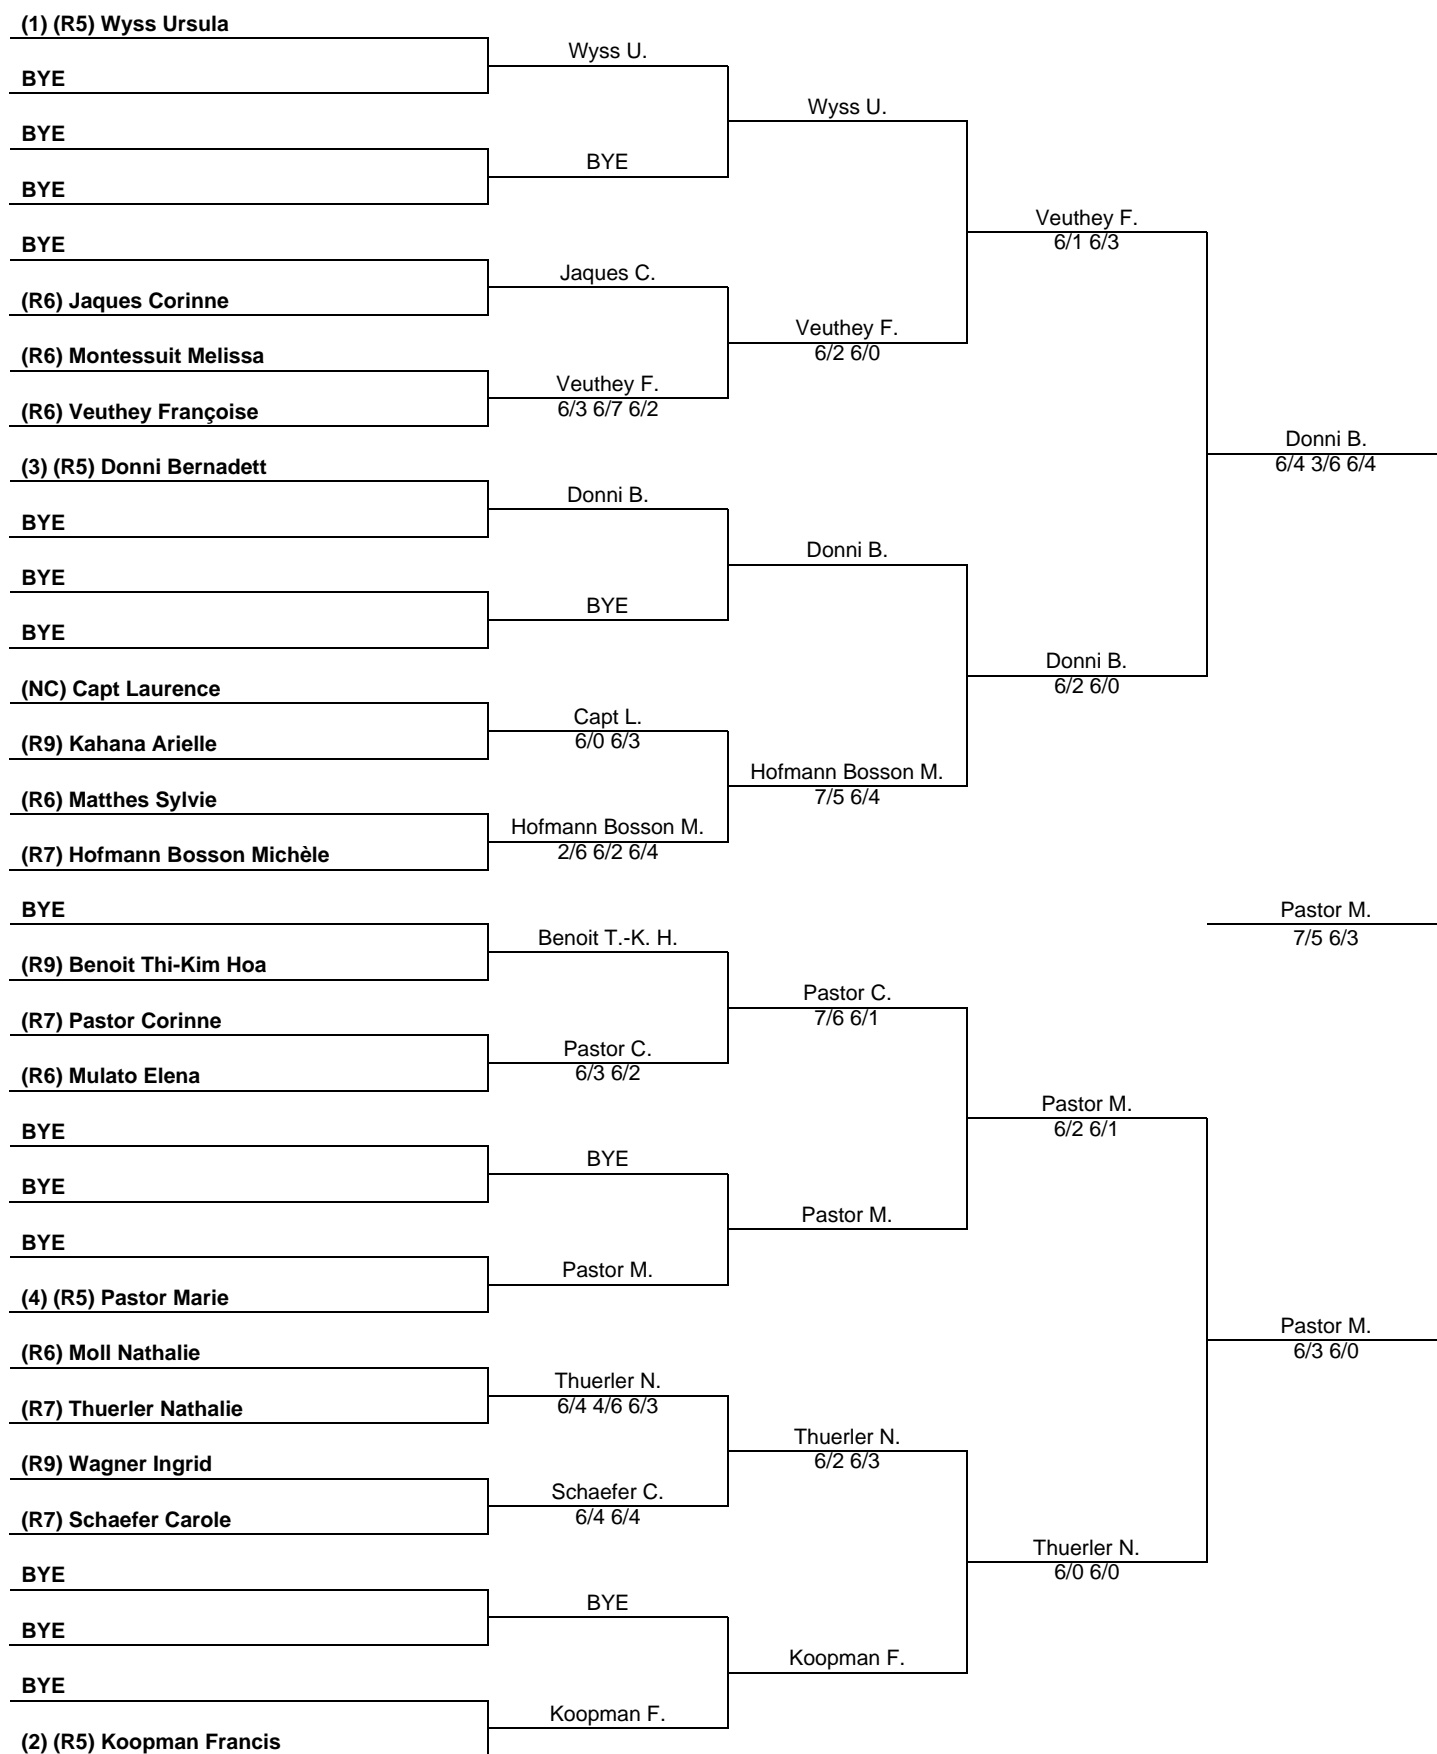 (1) (R5) Wyss Ursula
Wyss U.
BYE
Wyss U.
BYE
BYE
BYE
Veuthey F.
6/1 6/3
BYE
Jaques C.
(R6) Jaques Corinne
Veuthey F.
6/2 6/0
(R6) Montessuit Melissa
Veuthey F.
6/3 6/7 6/2
(R6) Veuthey Françoise
Donni B.
6/4 3/6 6/4
(3) (R5) Donni Bernadett
Donni B.
BYE
Donni B.
BYE
BYE
BYE
Donni B.
6/2 6/0
(NC) Capt Laurence
Capt L.
6/0 6/3
(R9) Kahana Arielle
Hofmann Bosson M.
7/5 6/4
(R6) Matthes Sylvie
Hofmann Bosson M.
2/6 6/2 6/4
(R7) Hofmann Bosson Michèle
BYE
Pastor M.
7/5 6/3
Benoit T.-K. H.
(R9) Benoit Thi-Kim Hoa
Pastor C.
7/6 6/1
(R7) Pastor Corinne
Pastor C.
6/3 6/2
(R6) Mulato Elena
Pastor M.
6/2 6/1
BYE
BYE
BYE
Pastor M.
BYE
Pastor M.
(4) (R5) Pastor Marie
Pastor M.
6/3 6/0
(R6) Moll Nathalie
Thuerler N.
6/4 4/6 6/3
(R7) Thuerler Nathalie
Thuerler N.
6/2 6/3
(R9) Wagner Ingrid
Schaefer C.
6/4 6/4
(R7) Schaefer Carole
Thuerler N.
6/0 6/0
BYE
BYE
BYE
Koopman F.
BYE
Koopman F.
(2) (R5) Koopman Francis